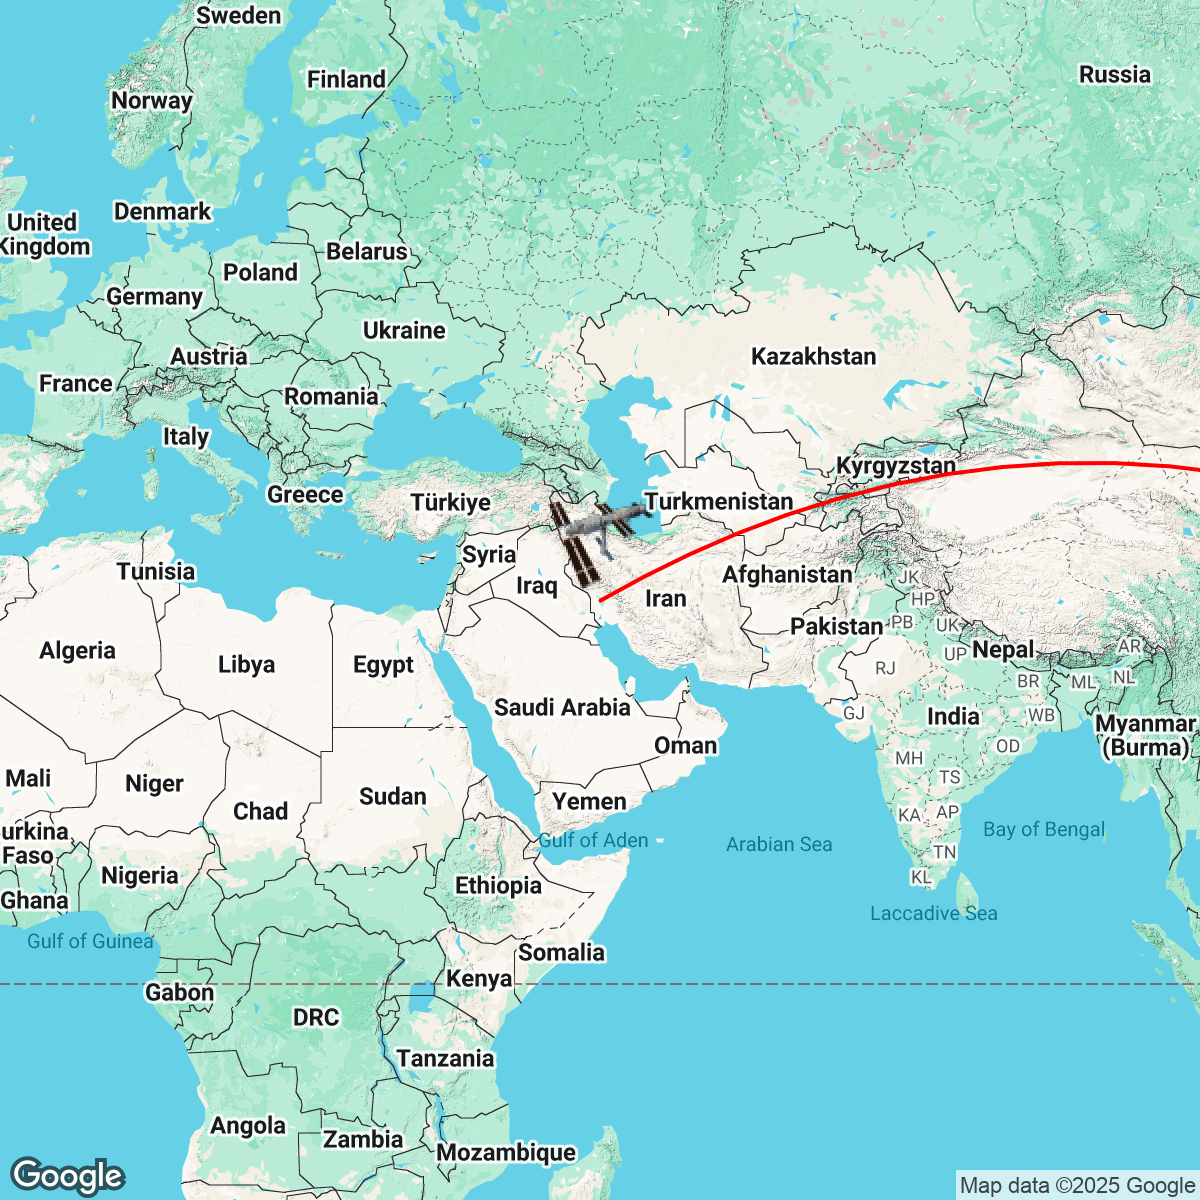 Sweden
Finland
Russia
Norway
Denmark
United
Kingdom
Belarus
Poland
Germany
Ukraine
Austria
Kazakhstan
France
Romania
Italy
Kyrgyzstan
Greece
Türkiye
Turkmenistan
Syria
Tunisia
Afghanistan
JK
Iraq
Iran
HP
PB
UK
Pakistan
Algeria
Nepal
AR
UP
Libya
Egypt
RJ
BR
ML
NL
Saudi Arabia
GJ
India
WB
Myanmar
(Burma)
Oman
OD
MH
Mali
TS
Niger
Sudan
Yemen
Chad
AP
KA
urkina
Faso
Gulf of Aden
Arabian Sea
Bay of Bengal
TN
Nigeria
KL
Ethiopia
Ghana
Laccadive Sea
Gulf of Guinea
Somalia
Kenya
Gabon
DRC
Tanzania
Angola
Zambia
Mozambique
Google
Map data ©2025 Google